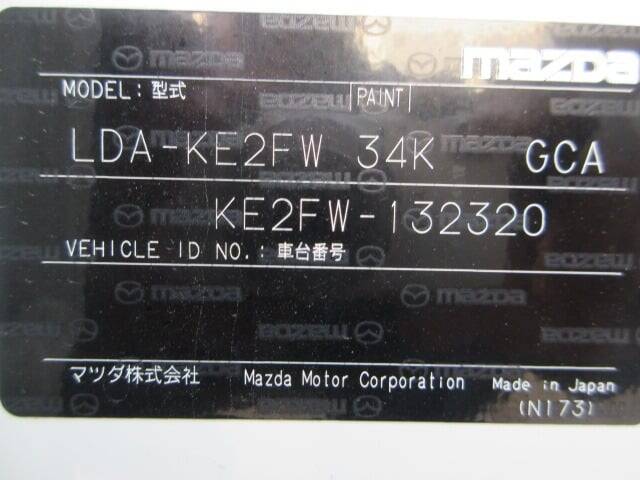 mazda
MODEL: 型式 PAINT
LDA-KE2FW 34K GCA
KE2FW-132320
VEHICLE ID NO.: 車台番号
マツダ株式会社 Mazda Motor Corporation Made in Japan
(N173)